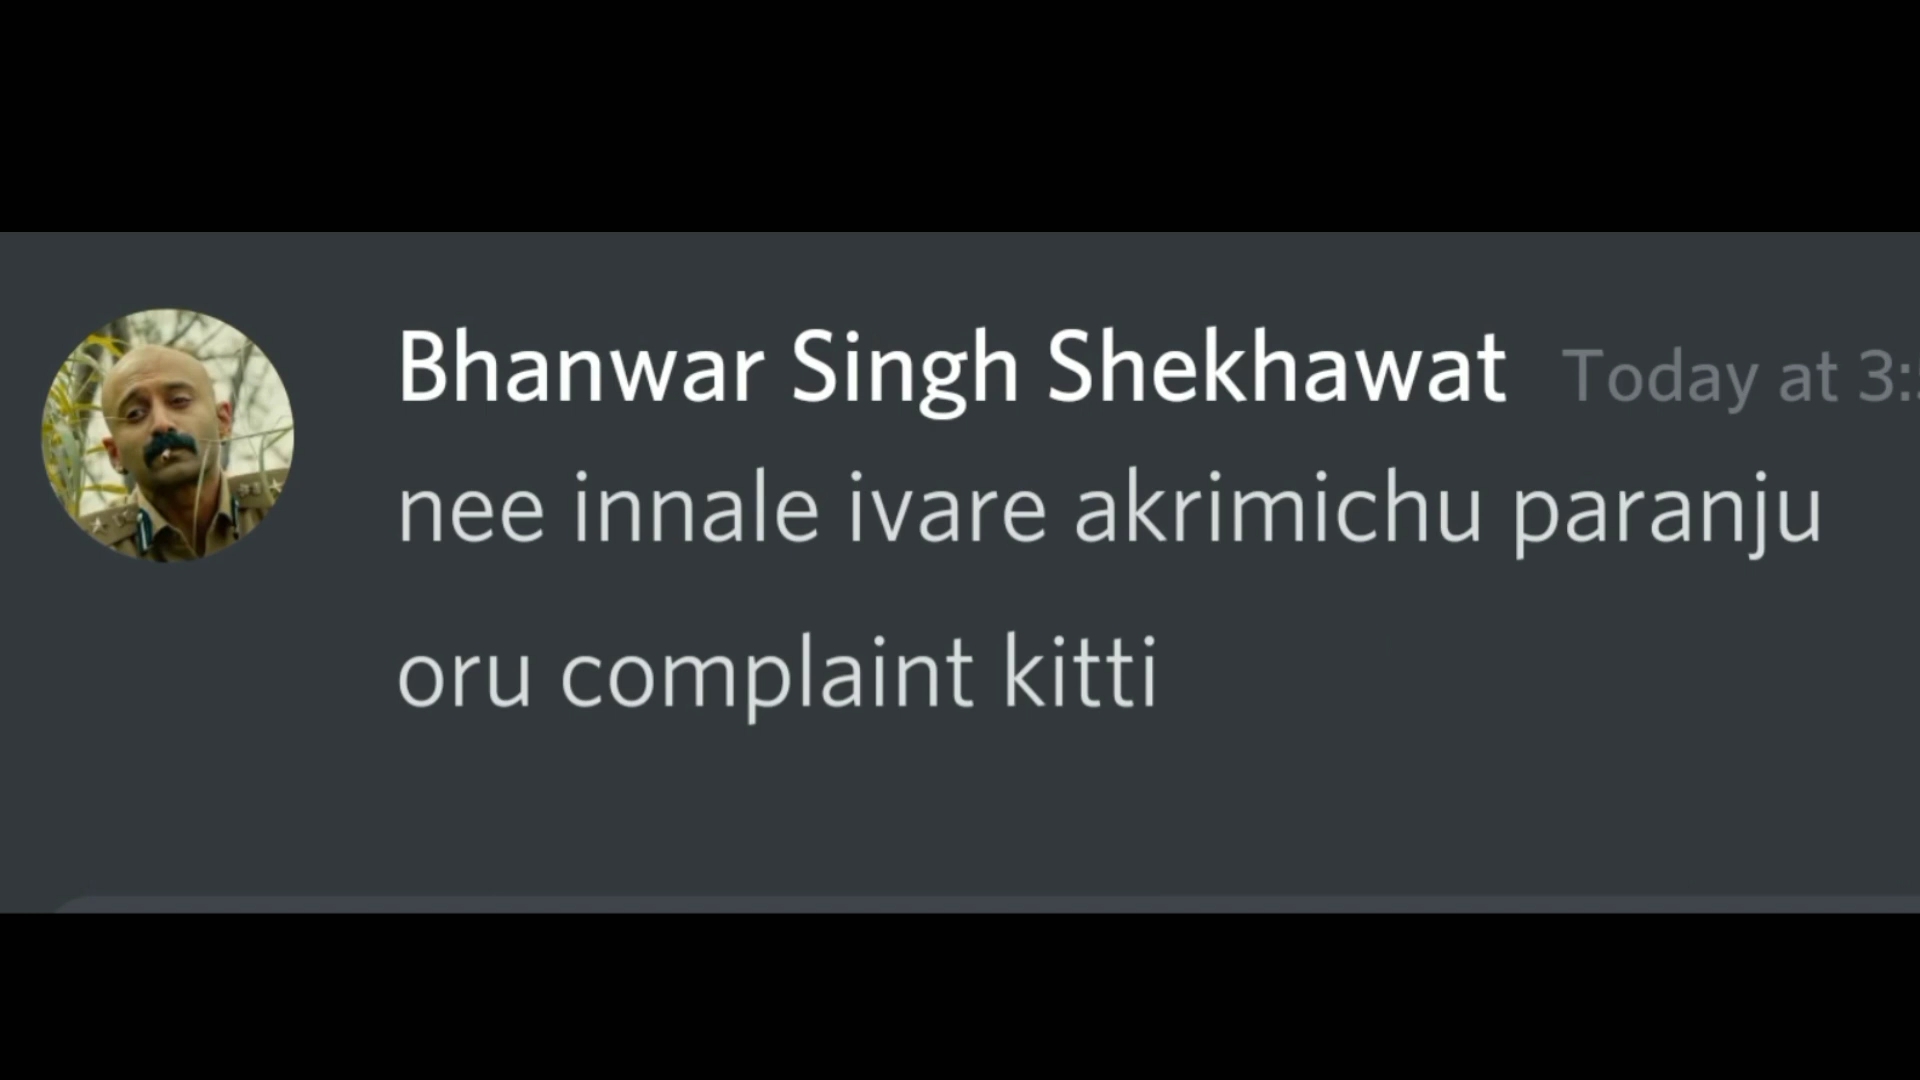 Bhanwar Singh Shekhawat Today at 3:
nee innale ivare akrimichu paranju
oru complaint kitti